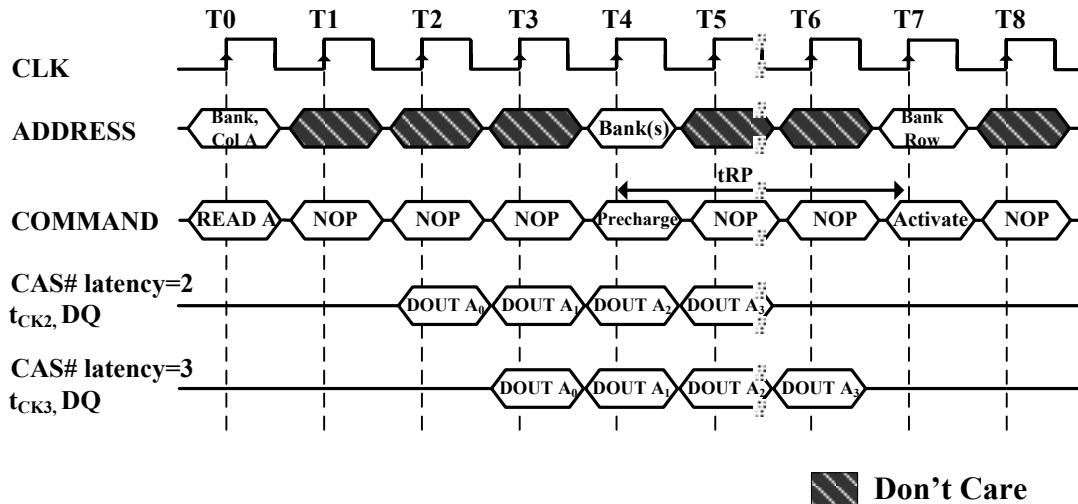 T0 T1 T2 T3 T4 T5 T6 T7 T8
CLK
ADDRESS
Bank,
Col A
Bank(s)
Bank
Row
tRP
COMMAND
READ A NOP NOP NOP Precharge NOP NOP Activate NOP
CAS# latency=2
tCK2, DQ
DOUT A0 DOUT A1 DOUT A2 DOUT A3
CAS# latency=3
tCK3, DQ
DOUT A0 DOUT A1 DOUT A2 DOUT A3
Don't Care